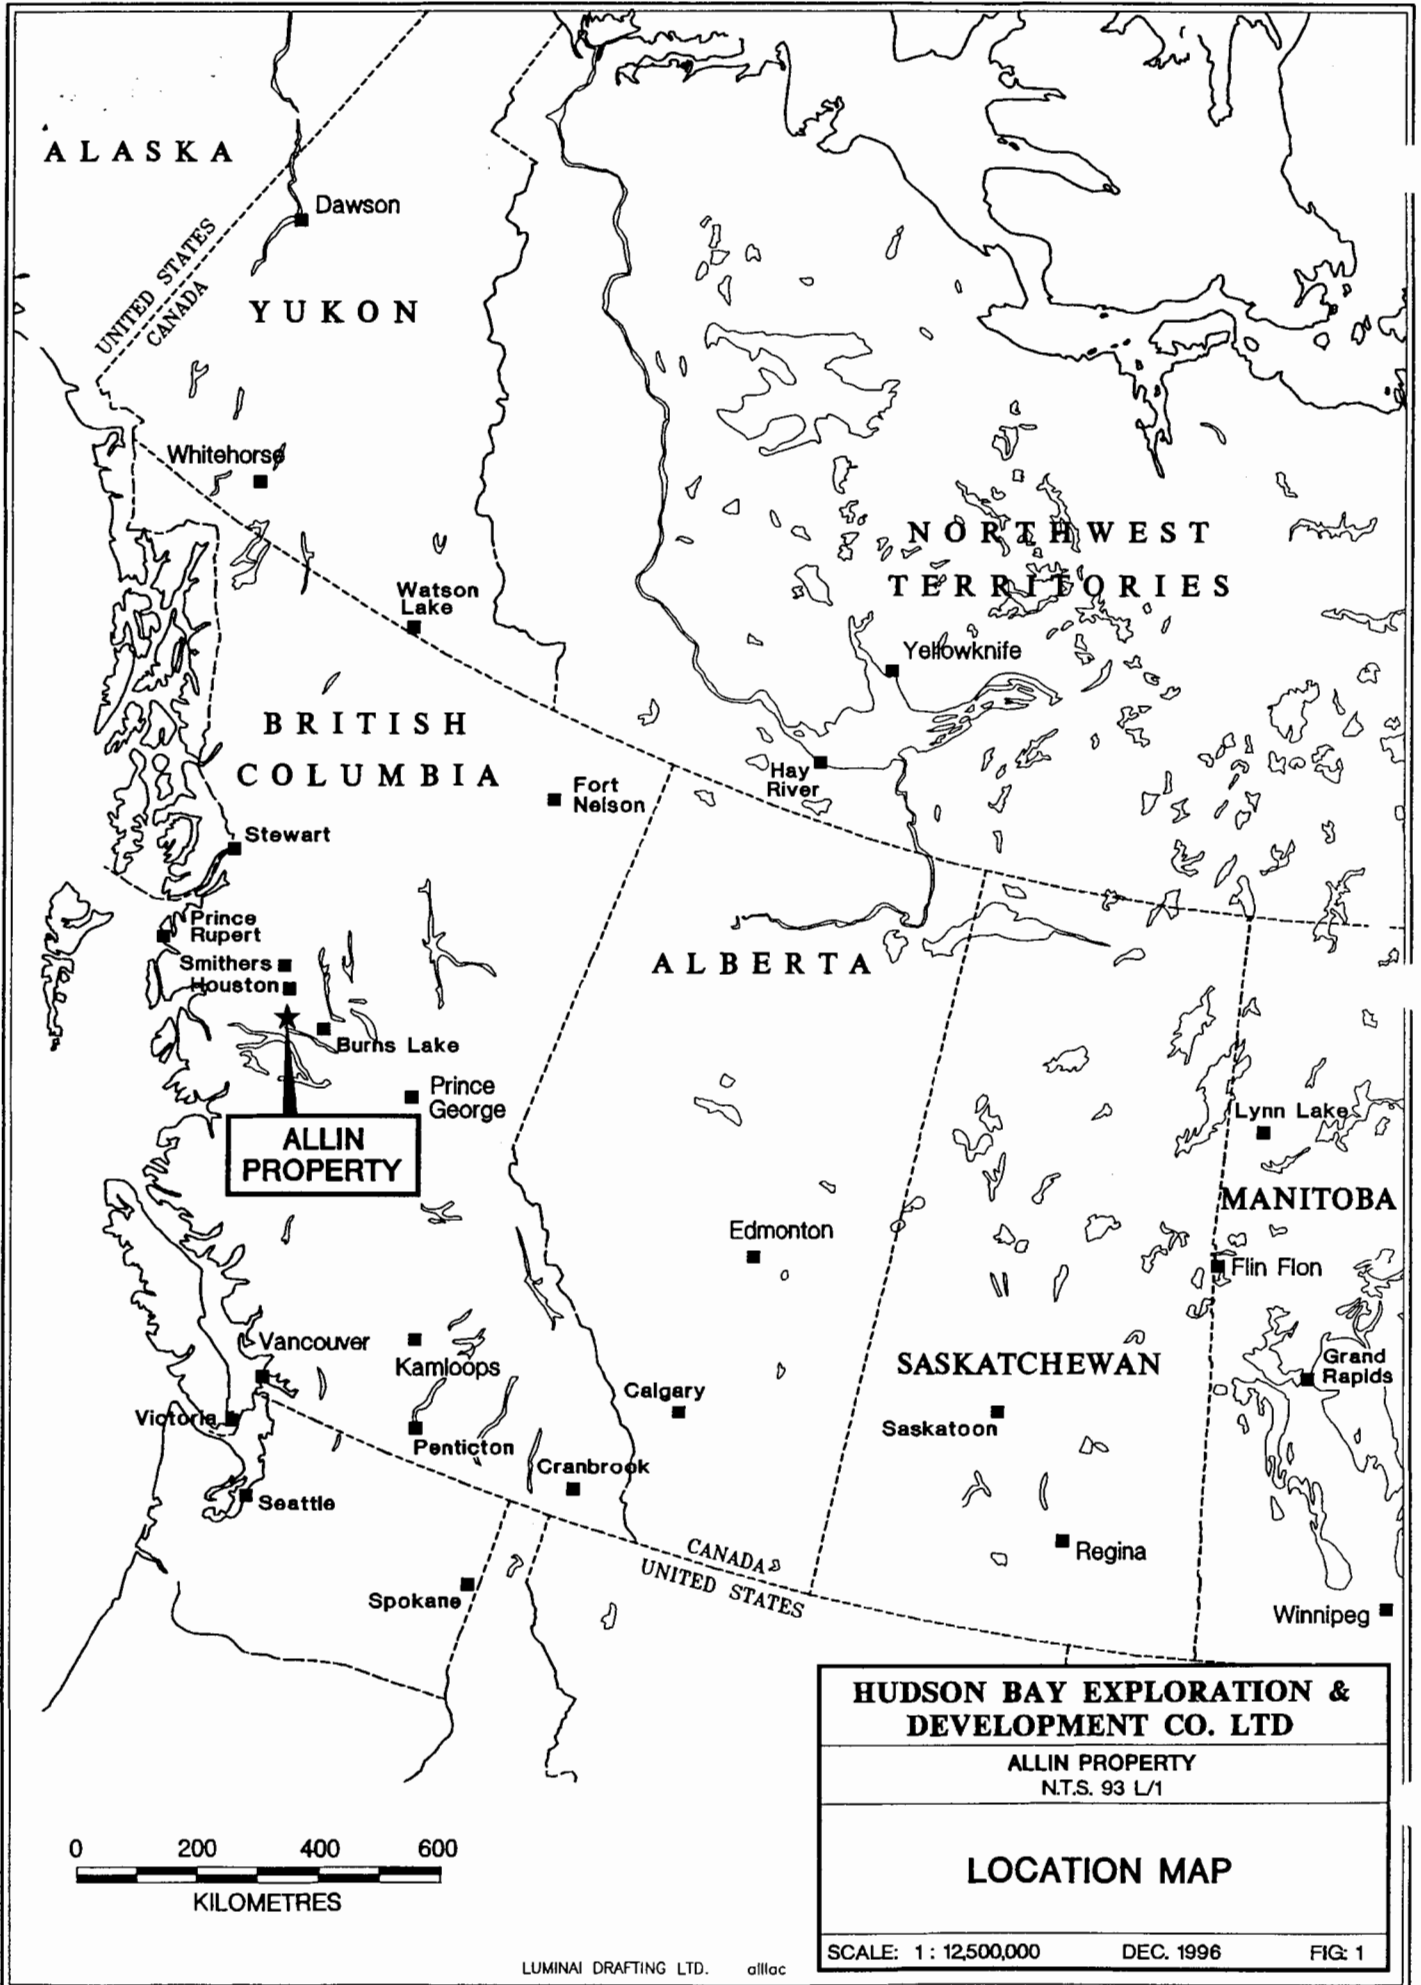 ALASKA
Dawson
UNITED STATES
CANADA
YUKON
Whitehorse
NORTHWEST
TERRITORIES
Watson
Lake
Yellowknife
BRITISH
COLUMBIA
Hay
River
Fort
Nelson
Stewart
Prince
Rupert
ALBERTA
Smithers
Houston
Burns Lake
Prince
George
Lynn Lake
ALLIN
PROPERTY
MANITOBA
Edmonton
Flin Flon
Vancouver
Kamloops
SASKATCHEWAN
Grand
Rapids
Calgary
Victoria
Saskatoon
Penticton
Cranbrook
Seattle
CANADA
UNITED STATES
Regina
Spokane
Winnipeg
HUDSON BAY EXPLORATION &
DEVELOPMENT CO. LTD
ALLIN PROPERTY
N.T.S. 93 L/1
LOCATION MAP
0 200 400 600
KILOMETRES
SCALE: 1 : 12,500,000 DEC. 1996 FIG: 1
LUMINAI DRAFTING LTD. alllac